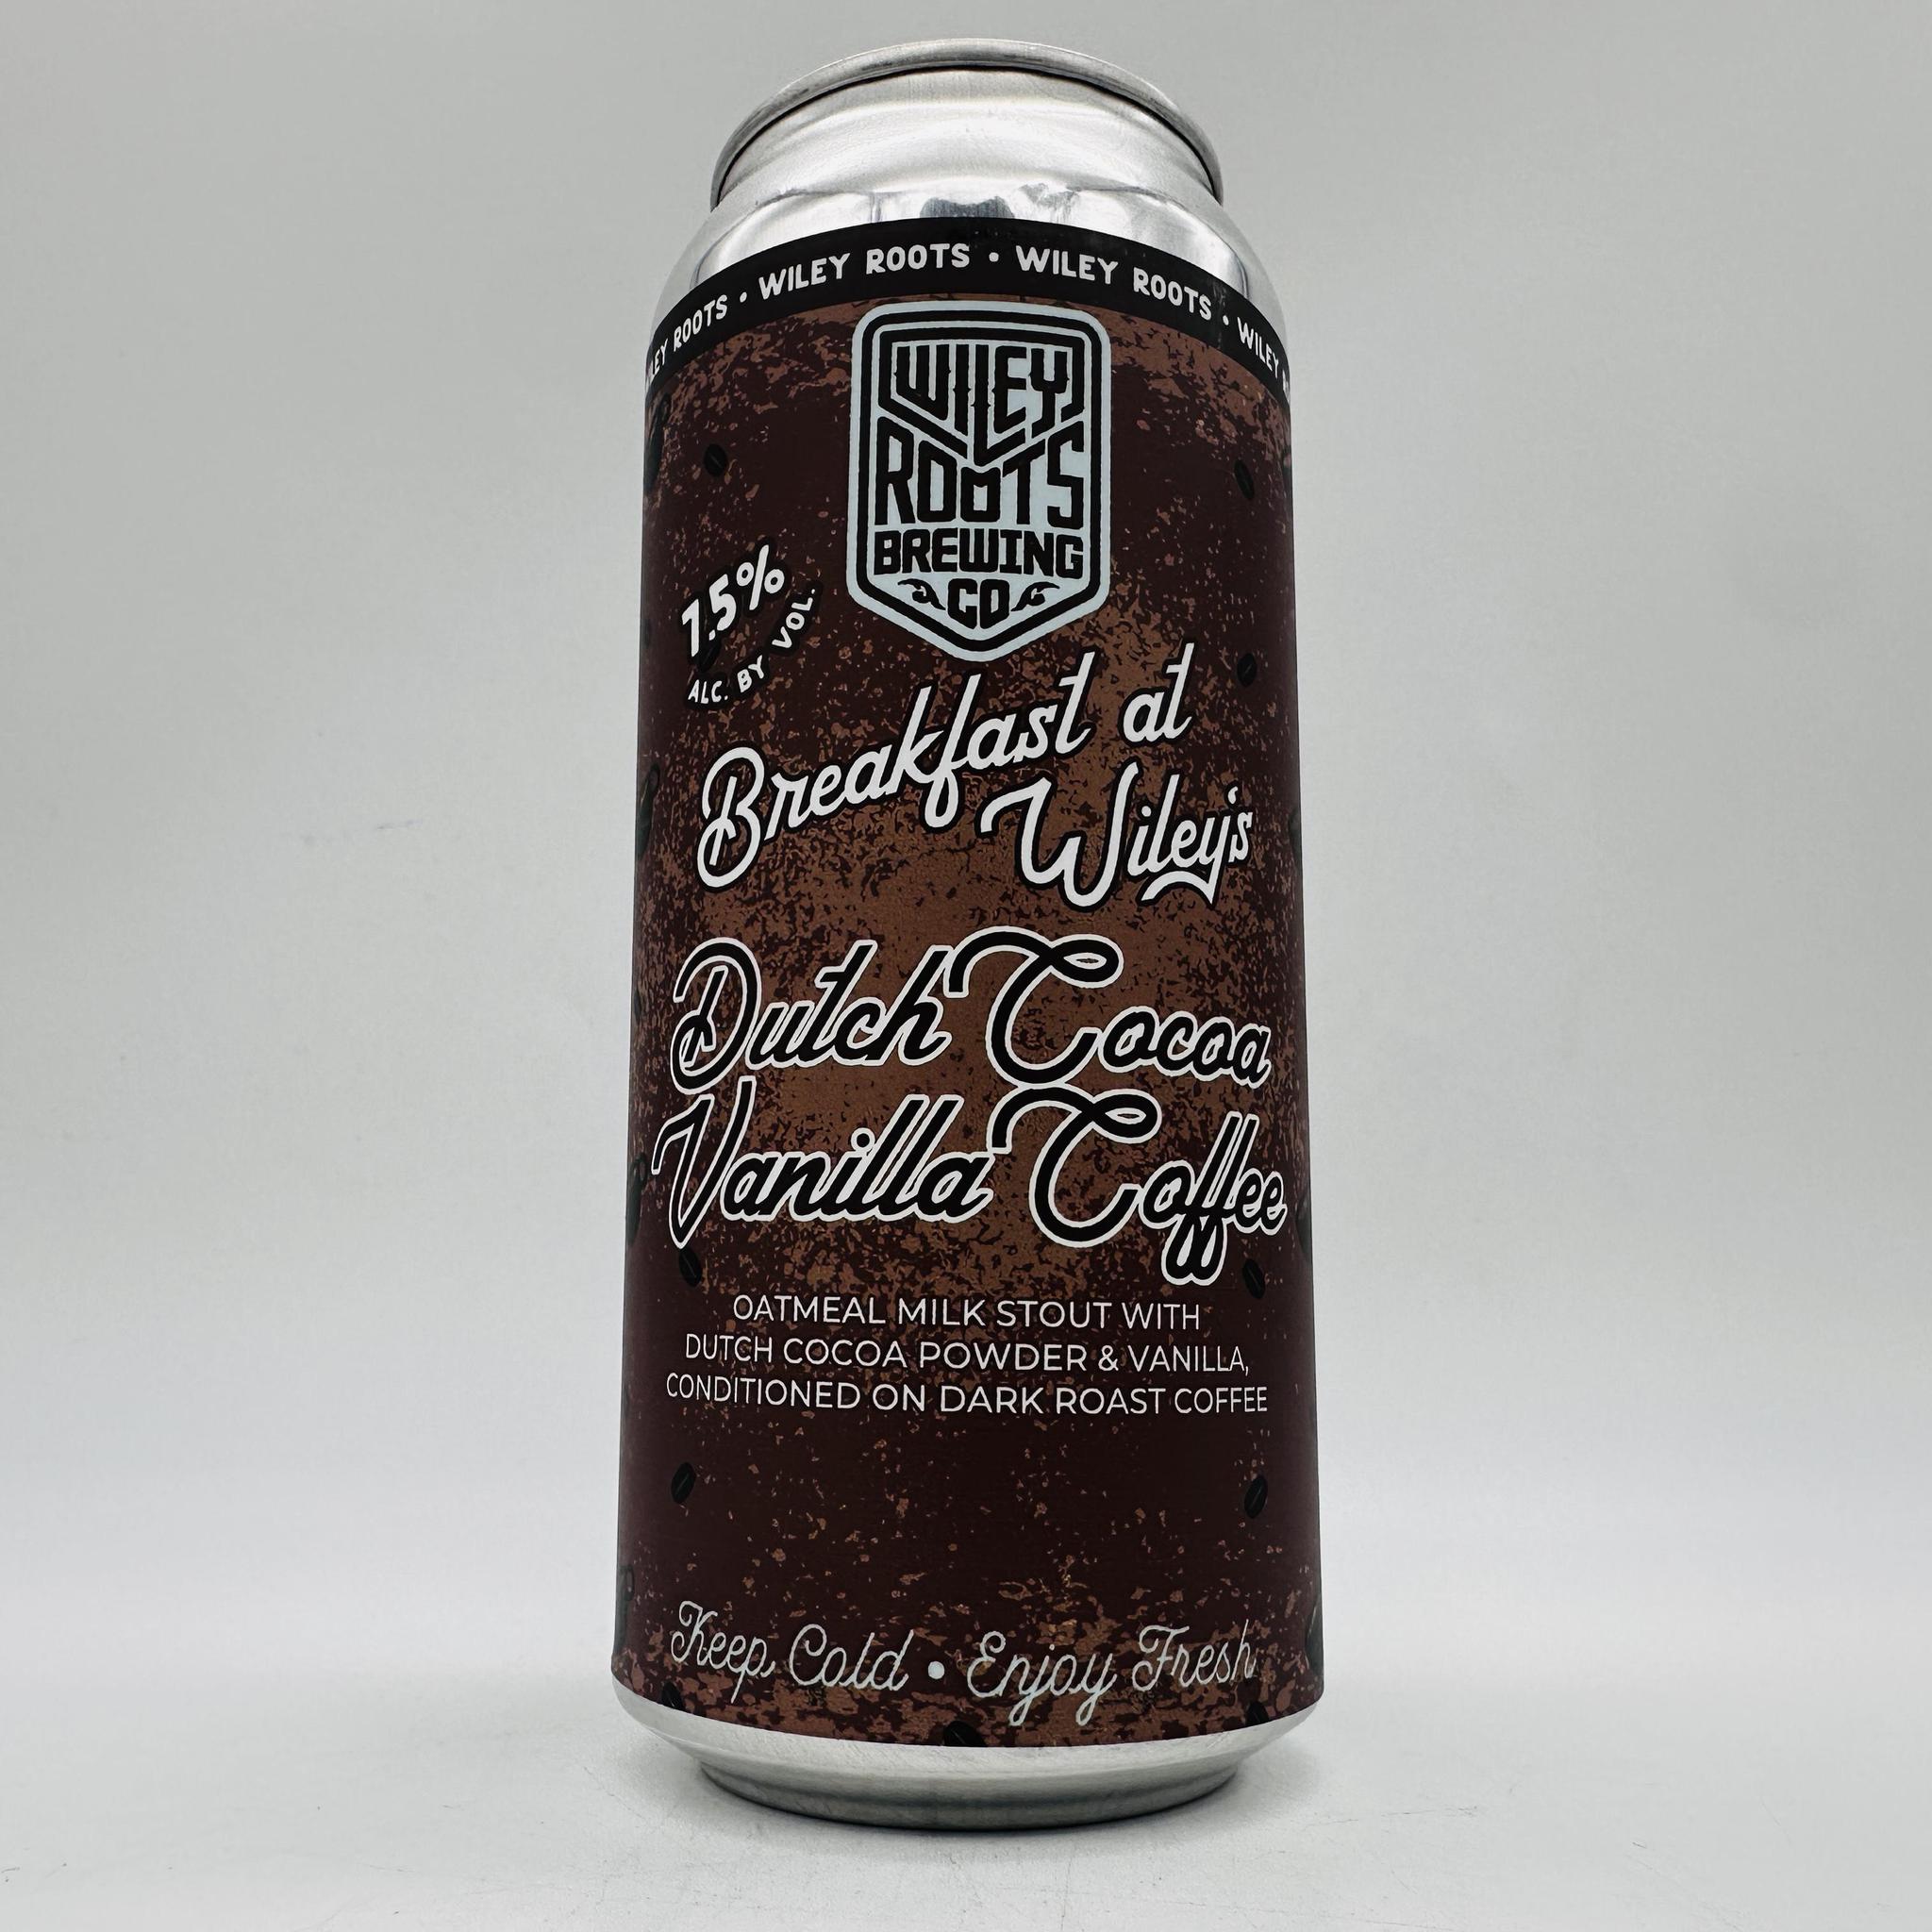 ROOTS • WILEY ROOTS • WILEY ROOTS • WILEY
WILEY
ROOTS
BREWING
CO
7.5%
ALC. BY VOL.
Breakfast at
Wiley's
Dutch Cocoa
Vanilla Coffee
OATMEAL MILK STOUT WITH
DUTCH COCOA POWDER & VANILLA,
CONDITIONED ON DARK ROAST COFFEE
Keep Cold • Enjoy Fresh